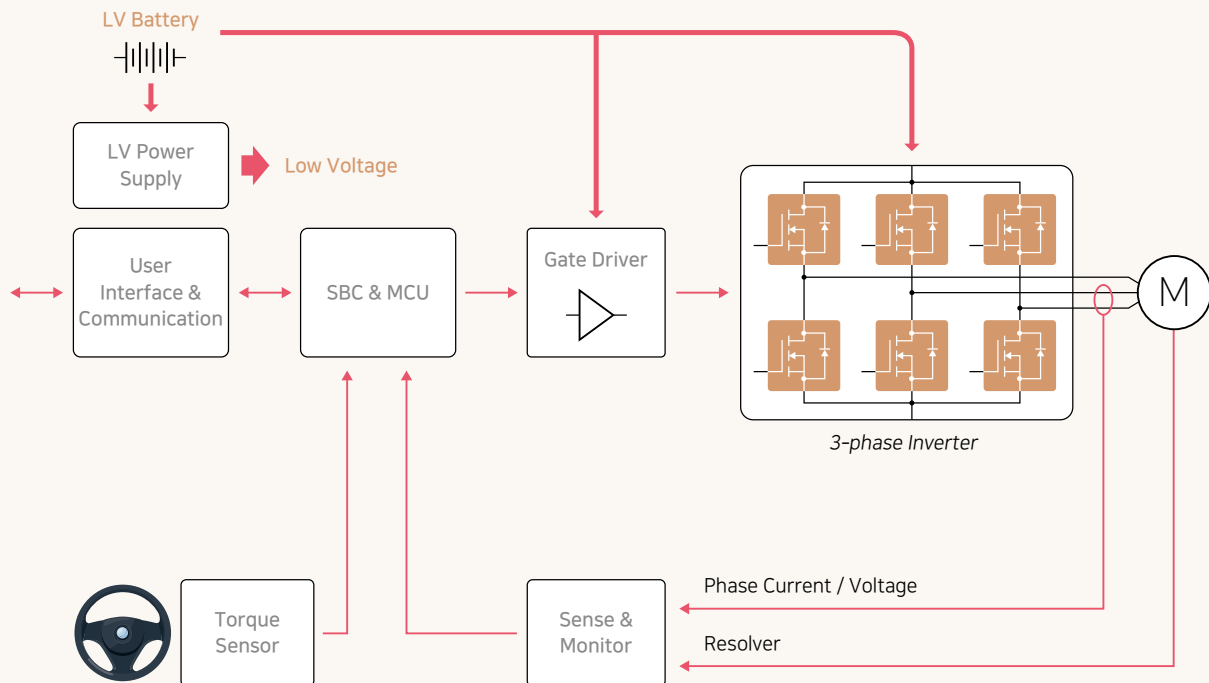 LV Battery
LV Power
Supply
Low Voltage
User
Interface &
Communication
SBC & MCU
Gate Driver
M
3-phase Inverter
Torque
Sensor
Sense &
Monitor
Phase Current / Voltage
Resolver